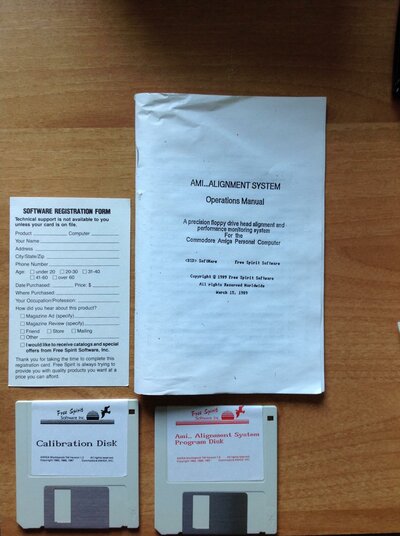 AMI...ALIGNMENT SYSTEM
Operations Manual
A precision floppy drive head alignment and
performance monitoring system
For the
Commodore Amiga Personal Computer
<SID> SoftWare Free Spirit Software
Copyright @ 1989 Free Spirit Software
All rights Reserved Worldwide
March 15, 1989
SOFTWARE REGISTRATION FORM
Technical support is not available to you
unless your card is on file.
Product Computer
Your Name
Address
City/State/Zip
Phone Number
Age: under 20 20-30 31-40
41-60 over 60
Date Purchased Price: $
Where Purchased
Your Occupation/Profession:
How did you hear about this product?
Magazine Ad (specify)
Magazine Review (specify)
Friend Store Mailing
Other
I would like to receive catalogs and special
offers from Free Spirit Software, Inc.
Thank you for taking the time to complete this
registration card. Free Spirit is always trying to
provide you with quality products you want at a
price you can afford.
Free Spirit
Software Inc.
Calibration Disk
Free Spirit
Software Inc.
Ami... Alignment System
Program Disk